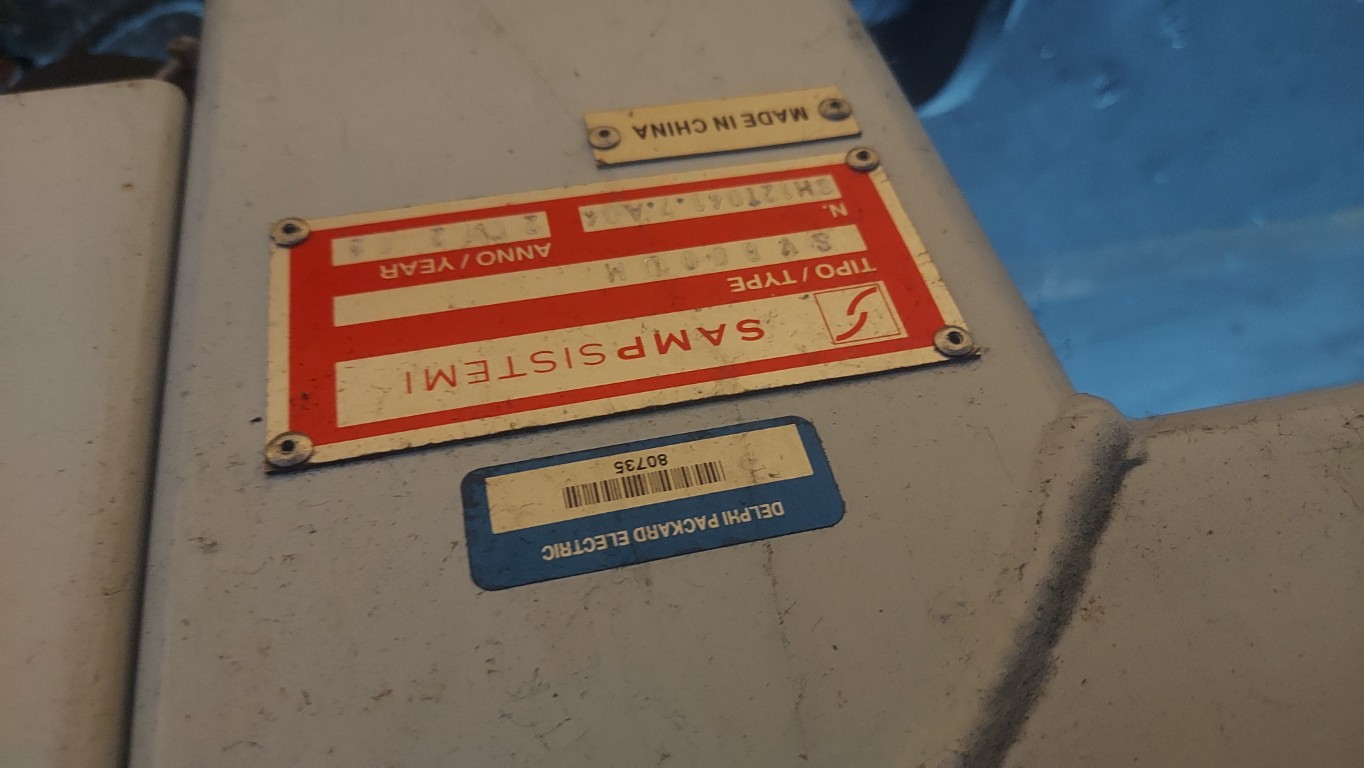 DELPHI PACKARD ELECTRIC
80735
SAMPSISTEMI
TIPO / TYPE
N.
ANNO / YEAR
MADE IN CHINA